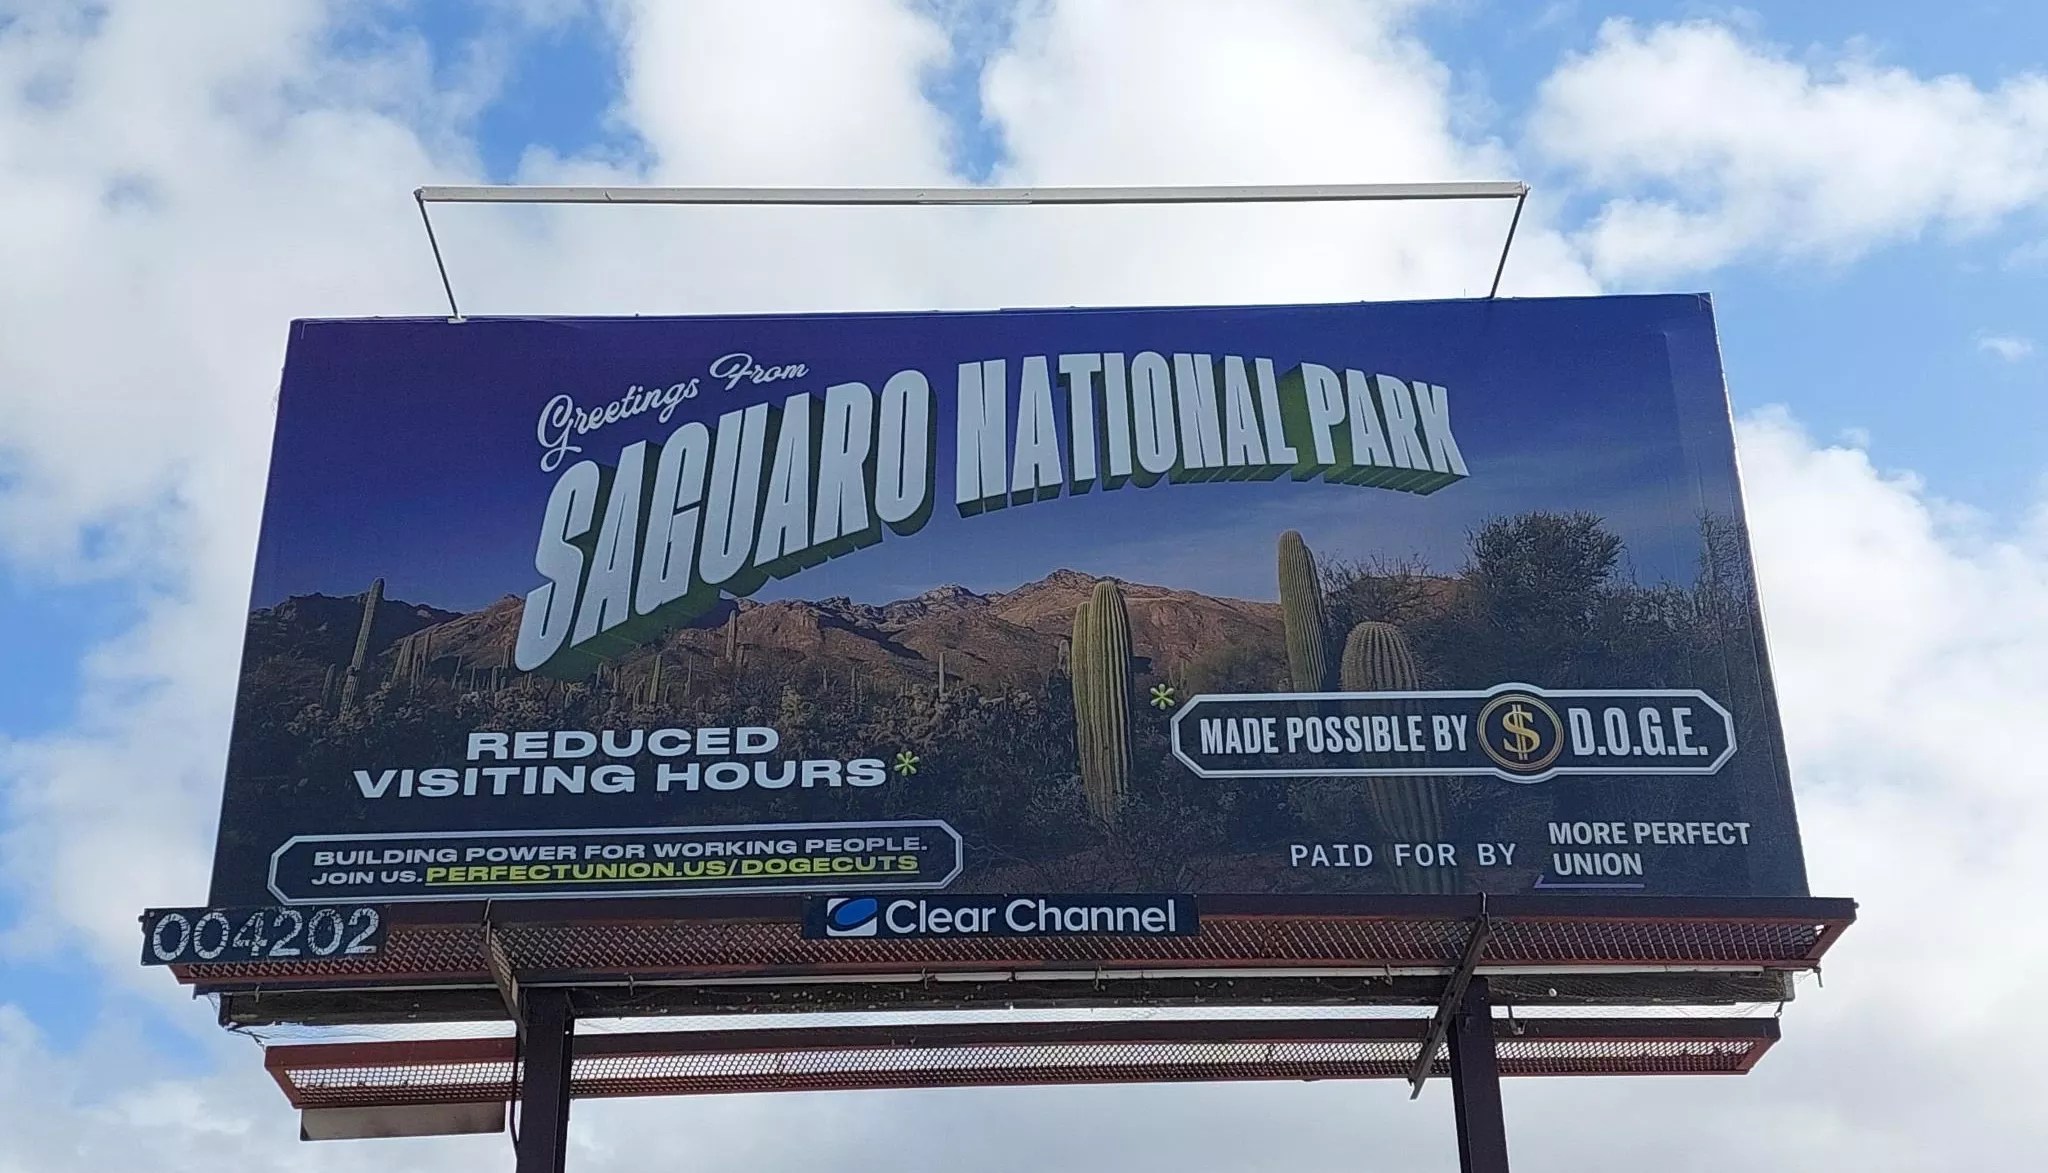 Greetings From
SAGUARO NATIONAL PARK
REDUCED
VISITING HOURS*
* MADE POSSIBLE BY $ D.O.G.E.
BUILDING POWER FOR WORKING PEOPLE.
JOIN US. PERFECTUNION.US/DOGECUTS
PAID FOR BY
MORE PERFECT
UNION
004202
Clear Channel